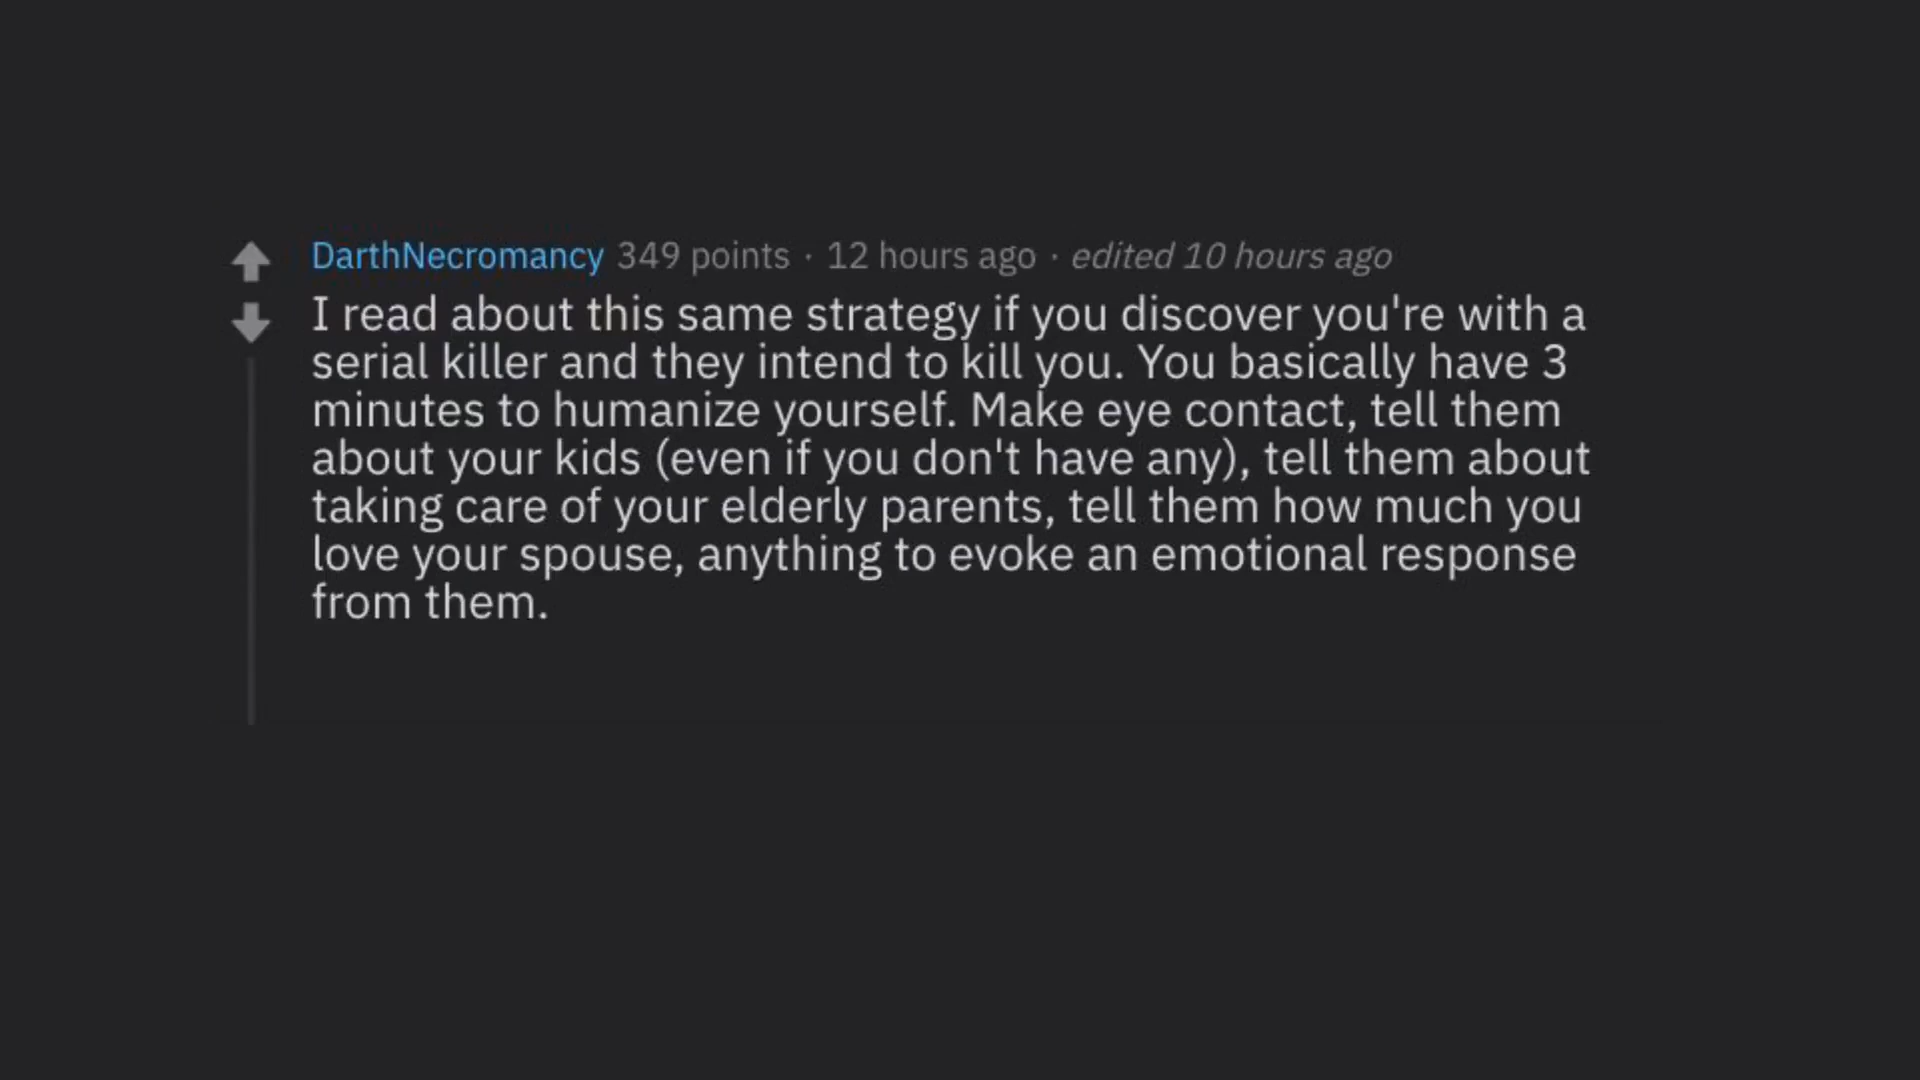 DarthNecromancy 349 points · 12 hours ago · edited 10 hours ago
I read about this same strategy if you discover you're with a
serial killer and they intend to kill you. You basically have 3
minutes to humanize yourself. Make eye contact, tell them
about your kids (even if you don't have any), tell them about
taking care of your elderly parents, tell them how much you
love your spouse, anything to evoke an emotional response
from them.